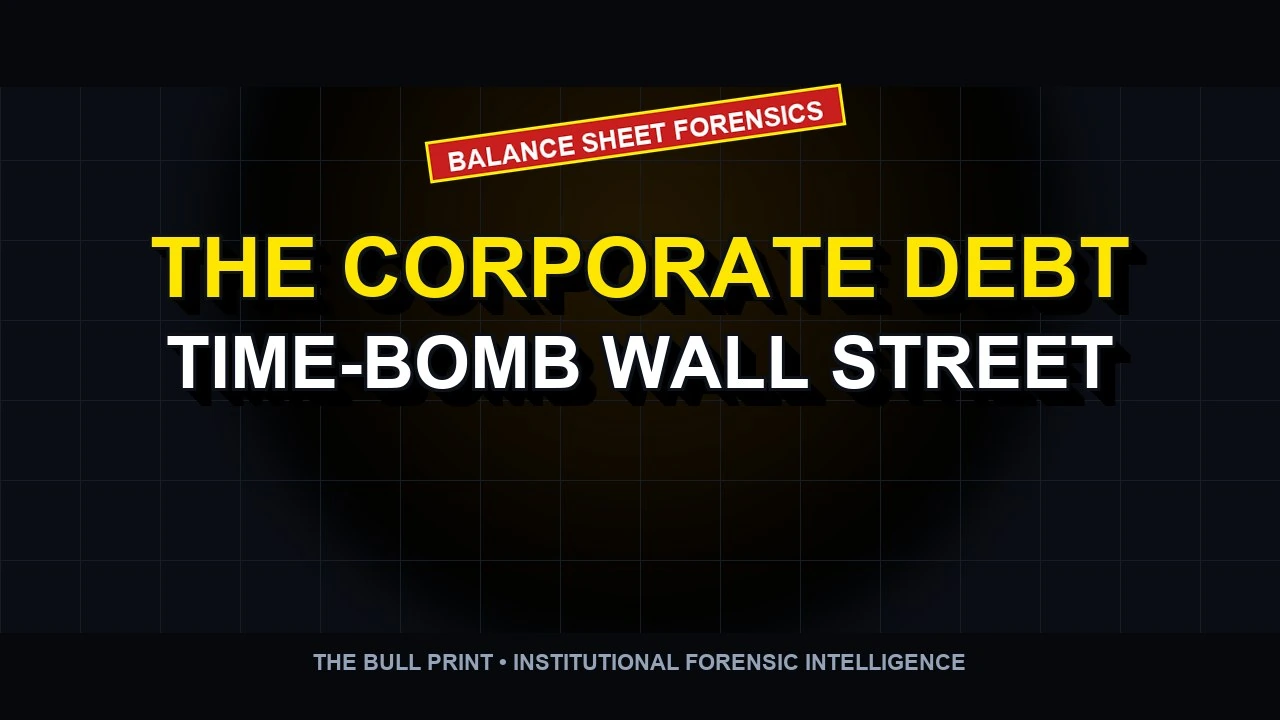 BALANCE SHEET FORENSICS
THE CORPORATE DEBT
TIME-BOMB WALL STREET
THE BULL PRINT • INSTITUTIONAL FORENSIC INTELLIGENCE